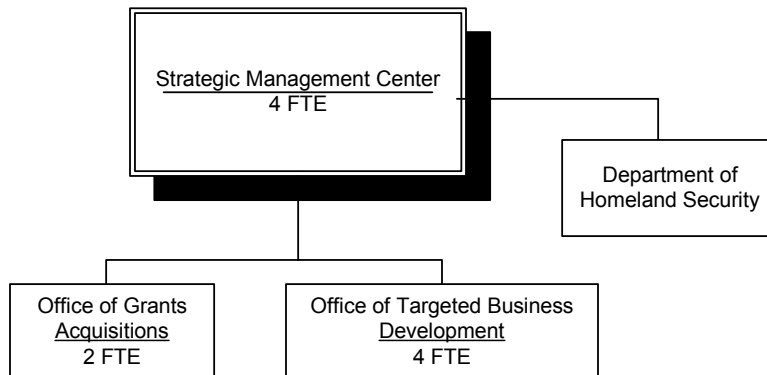 Strategic Management Center
4 FTE
Department of
Homeland Security
Office of Grants
Acquisitions
2 FTE
Office of Targeted Business
Development
4 FTE